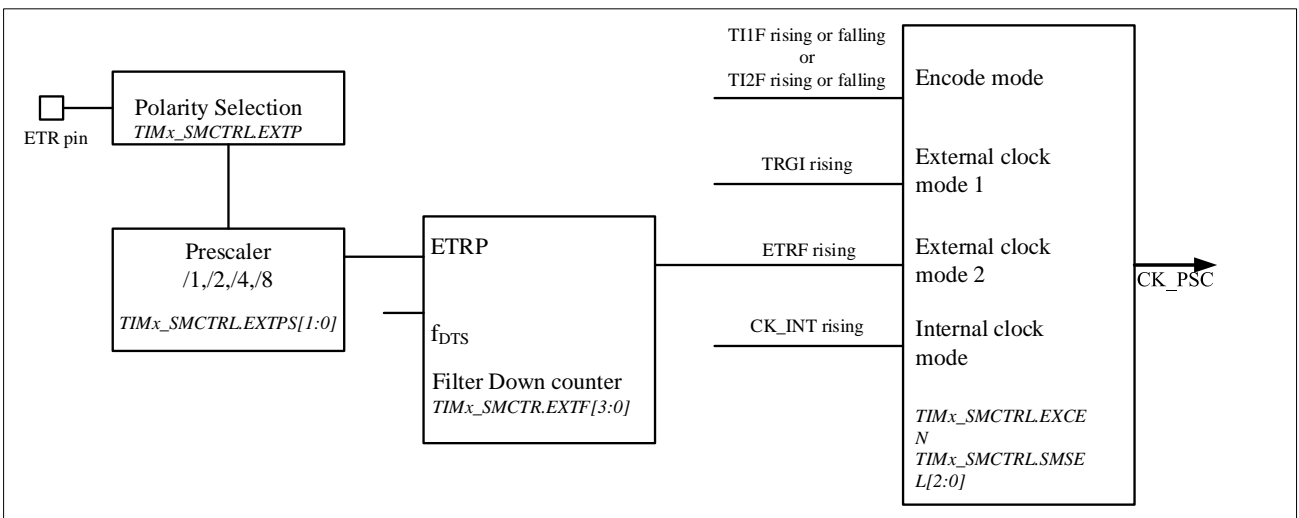 ETR pin
Polarity Selection
TIMx_SMCTRL.EXTP
Prescaler
/1,/2,/4,/8
TIMx_SMCTRL.EXTPS[1:0]
ETRP
fDTS
Filter Down counter
TIMx_SMCTR.EXTF[3:0]
TI1F rising or falling
or
TI2F rising or falling
TRGI rising
ETRF rising
CK_INT rising
Encode mode
External clock
mode 1
External clock
mode 2
Internal clock
mode
TIMx_SMCTRL.EXCE
N
TIMx_SMCTRL.SMSE
L[2:0]
CK_PSC